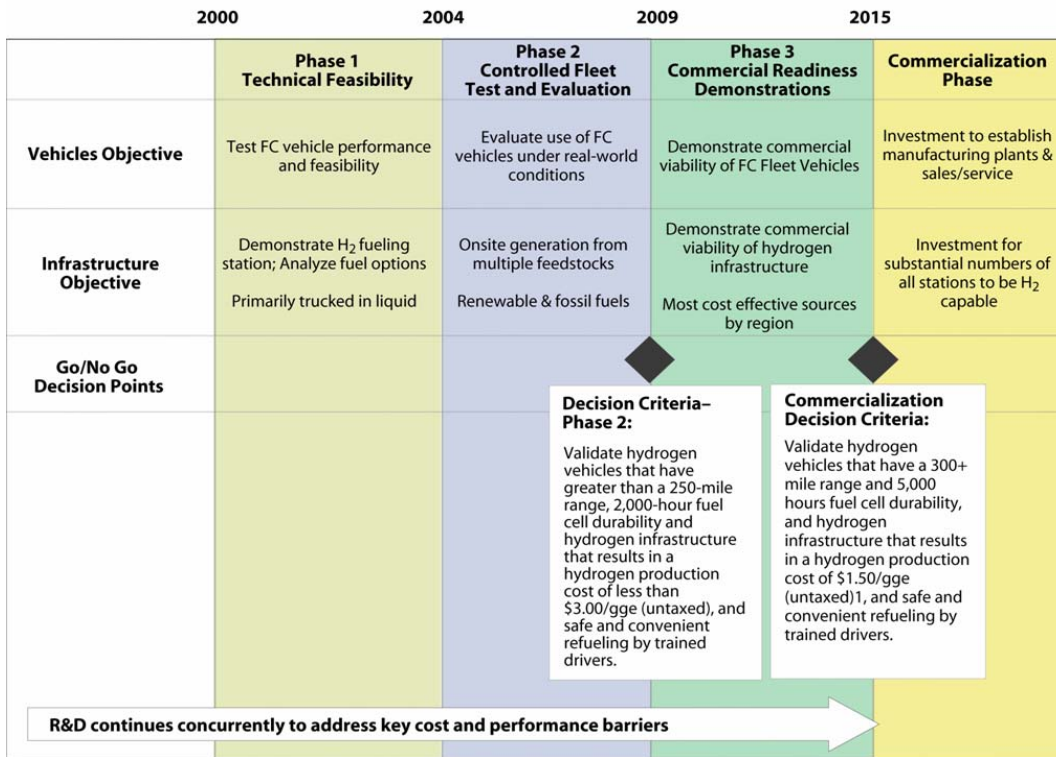 2000 2004 2009 2015
Phase 1
Technical Feasibility
Phase 2
Controlled Fleet
Test and Evaluation
Phase 3
Commercial Readiness
Demonstrations
Commercialization
Phase
Vehicles Objective
Test FC vehicle performance
and feasibility
Evaluate use of FC
vehicles under real-world
conditions
Demonstrate commercial
viability of FC Fleet Vehicles
Investment to establish
manufacturing plants &
sales/service
Infrastructure
Objective
Demonstrate H₂ fueling
station; Analyze fuel options
Primarily trucked in liquid
Onsite generation from
multiple feedstocks
Renewable & fossil fuels
Demonstrate commercial
viability of hydrogen
infrastructure
Most cost effective sources
by region
Investment for
substantial numbers of
all stations to be H₂
capable
Go/No Go
Decision Points
Decision Criteria–
Phase 2:
Validate hydrogen
vehicles that have
greater than a 250-mile
range, 2,000-hour fuel
cell durability and
hydrogen infrastructure
that results in a
hydrogen production
cost of less than
$3.00/gge (untaxed), and
safe and convenient
refueling by trained
drivers.
Commercialization
Decision Criteria:
Validate hydrogen
vehicles that have a 300+
mile range and 5,000
hours fuel cell durability,
and hydrogen
infrastructure that results
in a hydrogen production
cost of $1.50/gge
(untaxed)1, and safe and
convenient refueling by
trained drivers.
R&D continues concurrently to address key cost and performance barriers